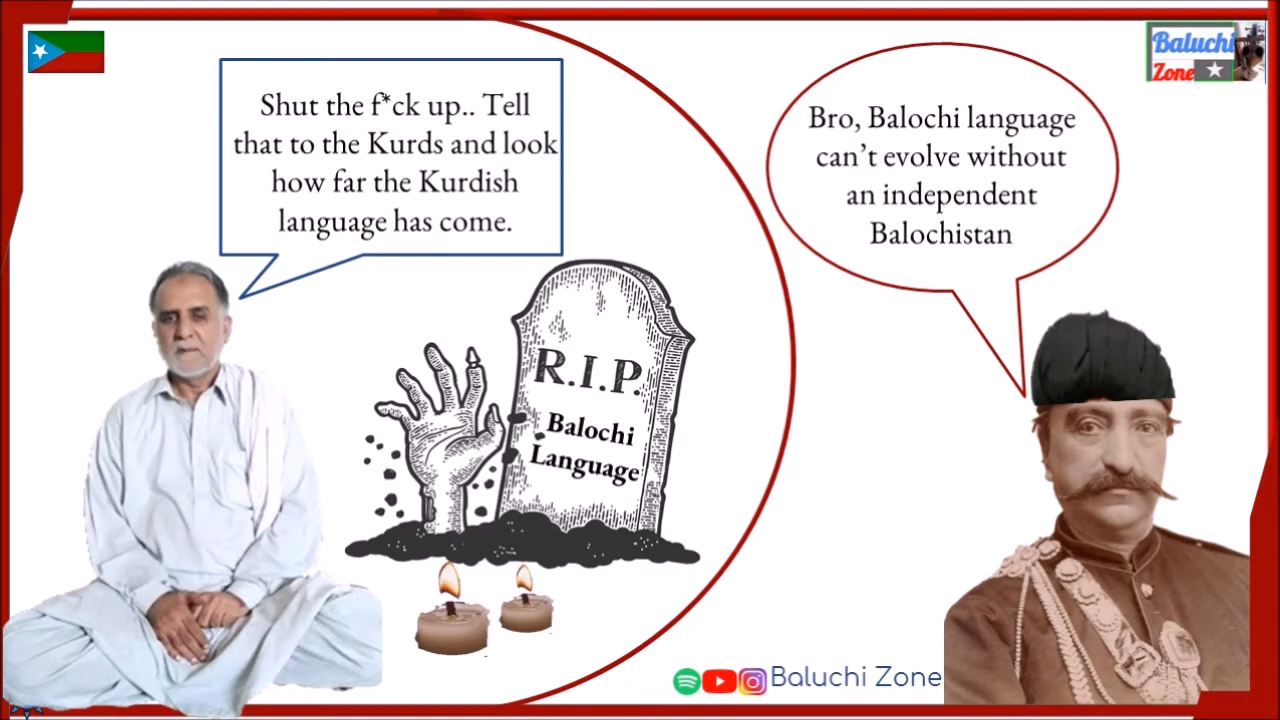 Baluchi
Zone
Shut the f*ck up.. Tell
that to the Kurds and look
how far the Kurdish
language has come.
Bro, Balochi language
can’t evolve without
an independent
Balochistan
R.I.P.
Balochi
Language
Baluchi Zone